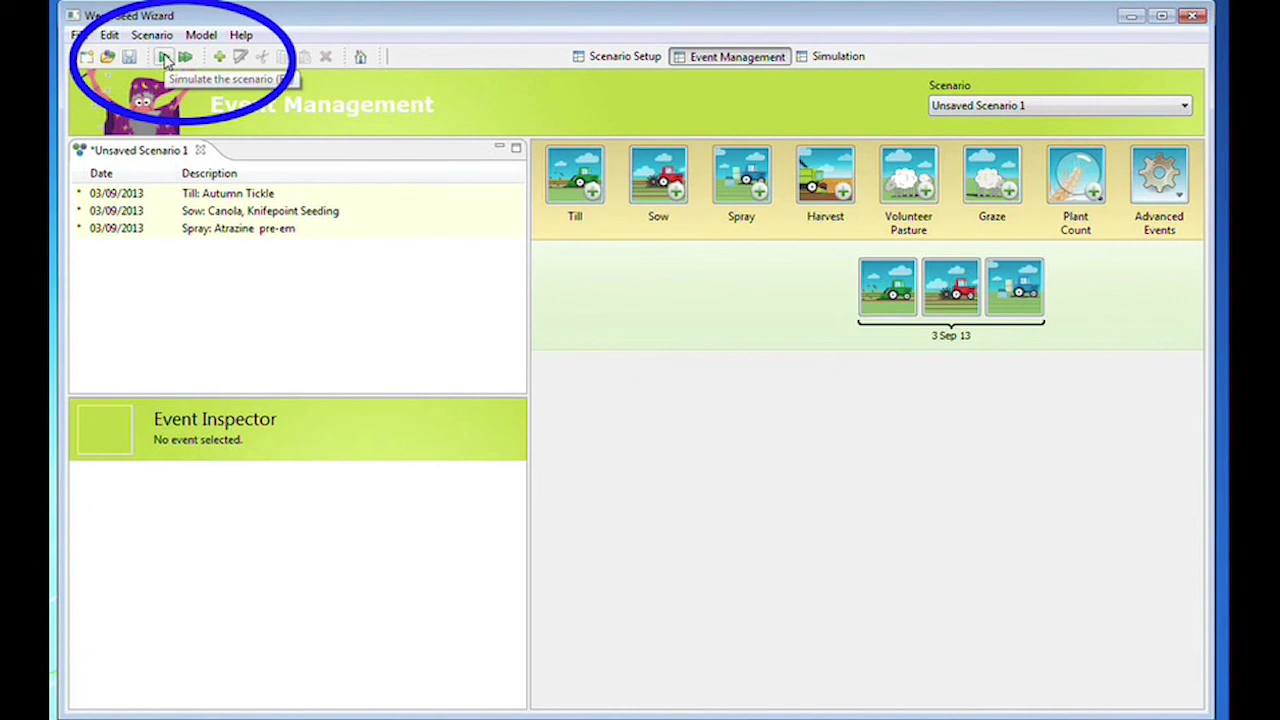 Seed Wizard
Edit Scenario Model Help
Simulate the scenario
Scenario Setup Event Management Simulation
Event Management
Scenario
Unsaved Scenario 1
*Unsaved Scenario 1
Date Description
03/09/2013 Till: Autumn Tickle
03/09/2013 Sow: Canola, Knifepoint Seeding
03/09/2013 Spray: Atrazine pre-em
Till Sow Spray Harvest Volunteer Pasture Graze Plant Count Advanced Events
3 Sep 13
Event Inspector
No event selected.